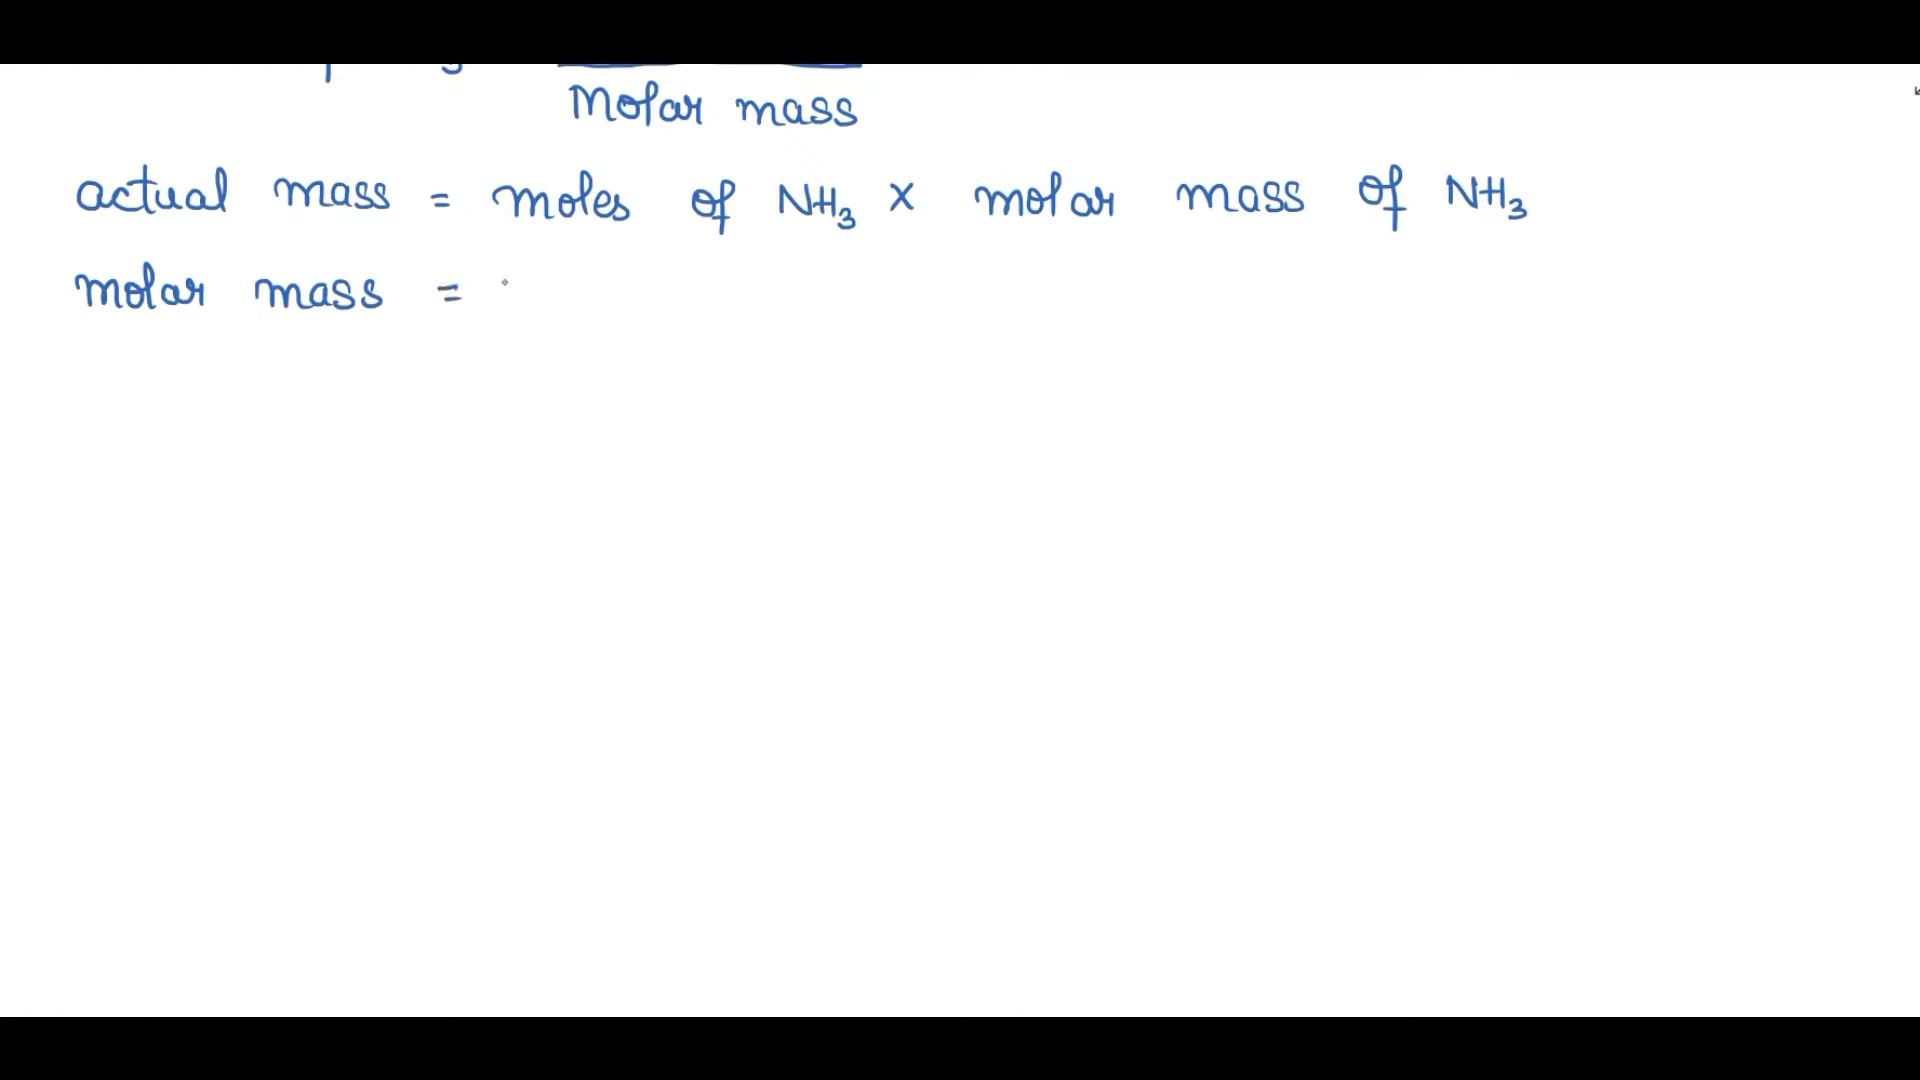 Molar mass
actual mass = moles of NH₃ × molar mass of NH₃
molar mass =